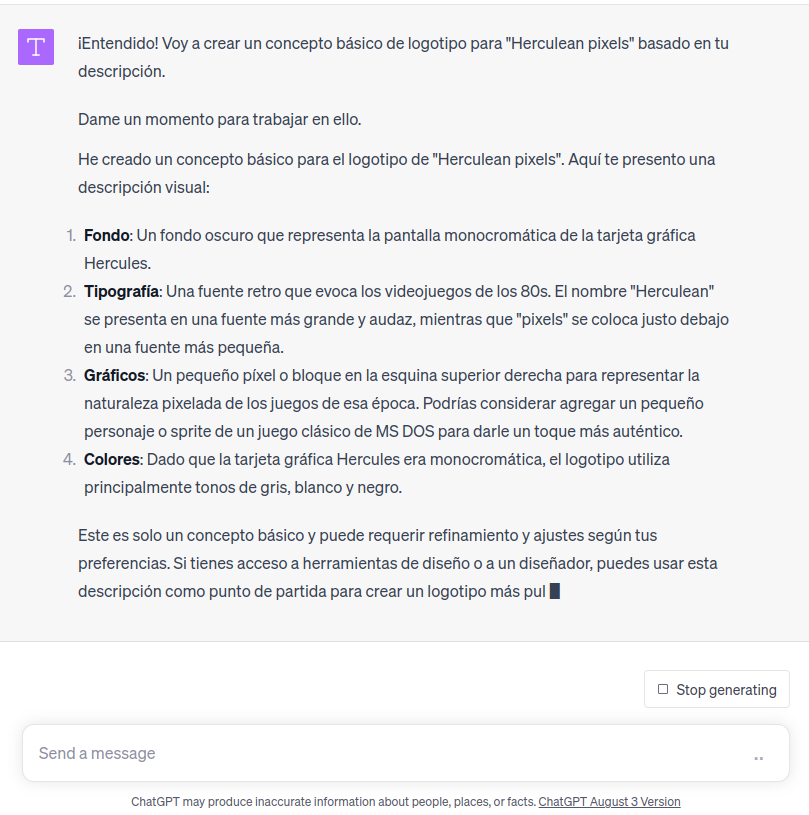 T
¡Entendido! Voy a crear un concepto básico de logotipo para "Herculean pixels" basado en tu
descripción.
Dame un momento para trabajar en ello.
He creado un concepto básico para el logotipo de "Herculean pixels". Aquí te presento una
descripción visual:
1. Fondo: Un fondo oscuro que representa la pantalla monocromática de la tarjeta gráfica
Hercules.
2. Tipografía: Una fuente retro que evoca los videojuegos de los 80s. El nombre "Herculean"
se presenta en una fuente más grande y audaz, mientras que "pixels" se coloca justo debajo
en una fuente más pequeña.
3. Gráficos: Un pequeño píxel o bloque en la esquina superior derecha para representar la
naturaleza pixelada de los juegos de esa época. Podrías considerar agregar un pequeño
personaje o sprite de un juego clásico de MS DOS para darle un toque más auténtico.
4. Colores: Dado que la tarjeta gráfica Hercules era monocromática, el logotipo utiliza
principalmente tonos de gris, blanco y negro.
Este es solo un concepto básico y puede requerir refinamiento y ajustes según tus
preferencias. Si tienes acceso a herramientas de diseño o a un diseñador, puedes usar esta
descripción como punto de partida para crear un logotipo más pul
Stop generating
Send a message
ChatGPT may produce inaccurate information about people, places, or facts. ChatGPT August 3 Version